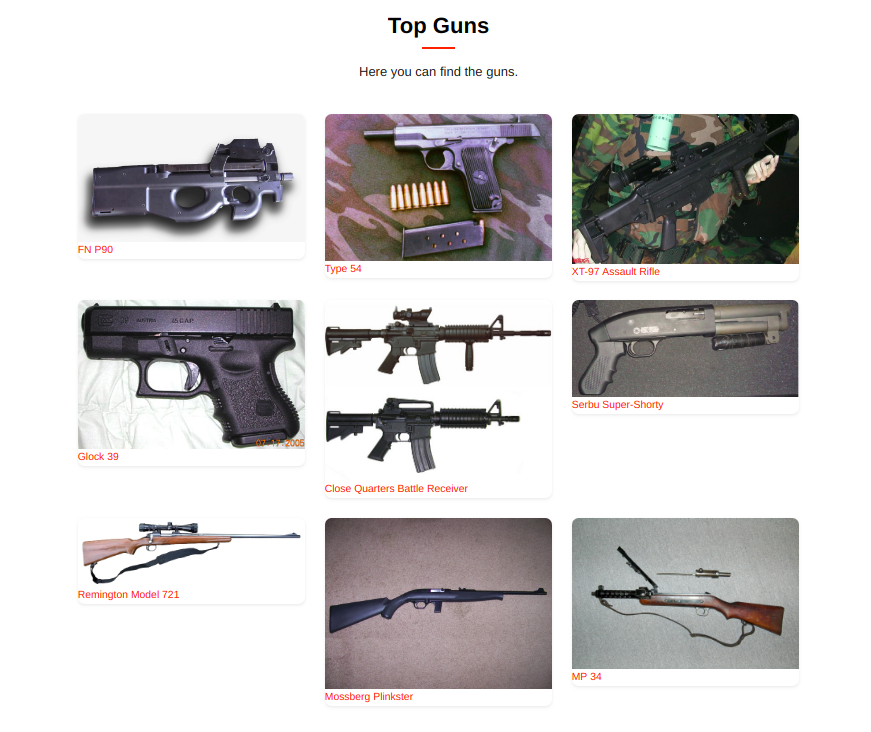 Top Guns
Here you can find the guns.
FN P90
Type 54
XT-97 Assault Rifle
AUSTRIA
07-17-2005
Glock 39
Close Quarters Battle Receiver
Serbu Super-Shorty
Remington Model 721
Mossberg Plinkster
MP 34